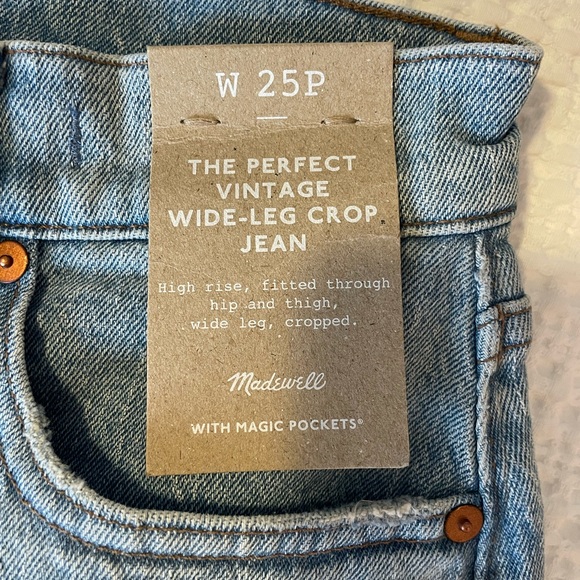 W 25P
THE PERFECT
VINTAGE
WIDE-LEG CROP
JEAN
High rise, fitted through
hip and thigh,
wide leg, cropped.
Madewell
WITH MAGIC POCKETS®